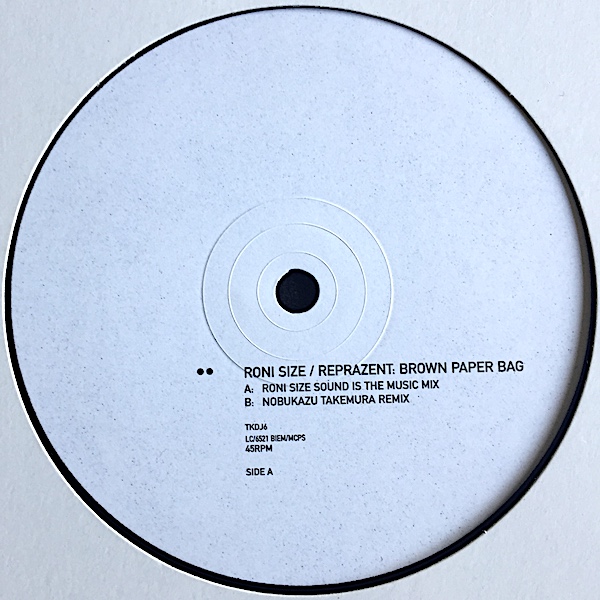 RONI SIZE / REPRAZENT: BROWN PAPER BAG
A: RONI SIZE SOUND IS THE MUSIC MIX
B: NOBUKAZU TAKEMURA REMIX
TKDJ6
LC/6521 BIEM/MCPS
45RPM
SIDE A